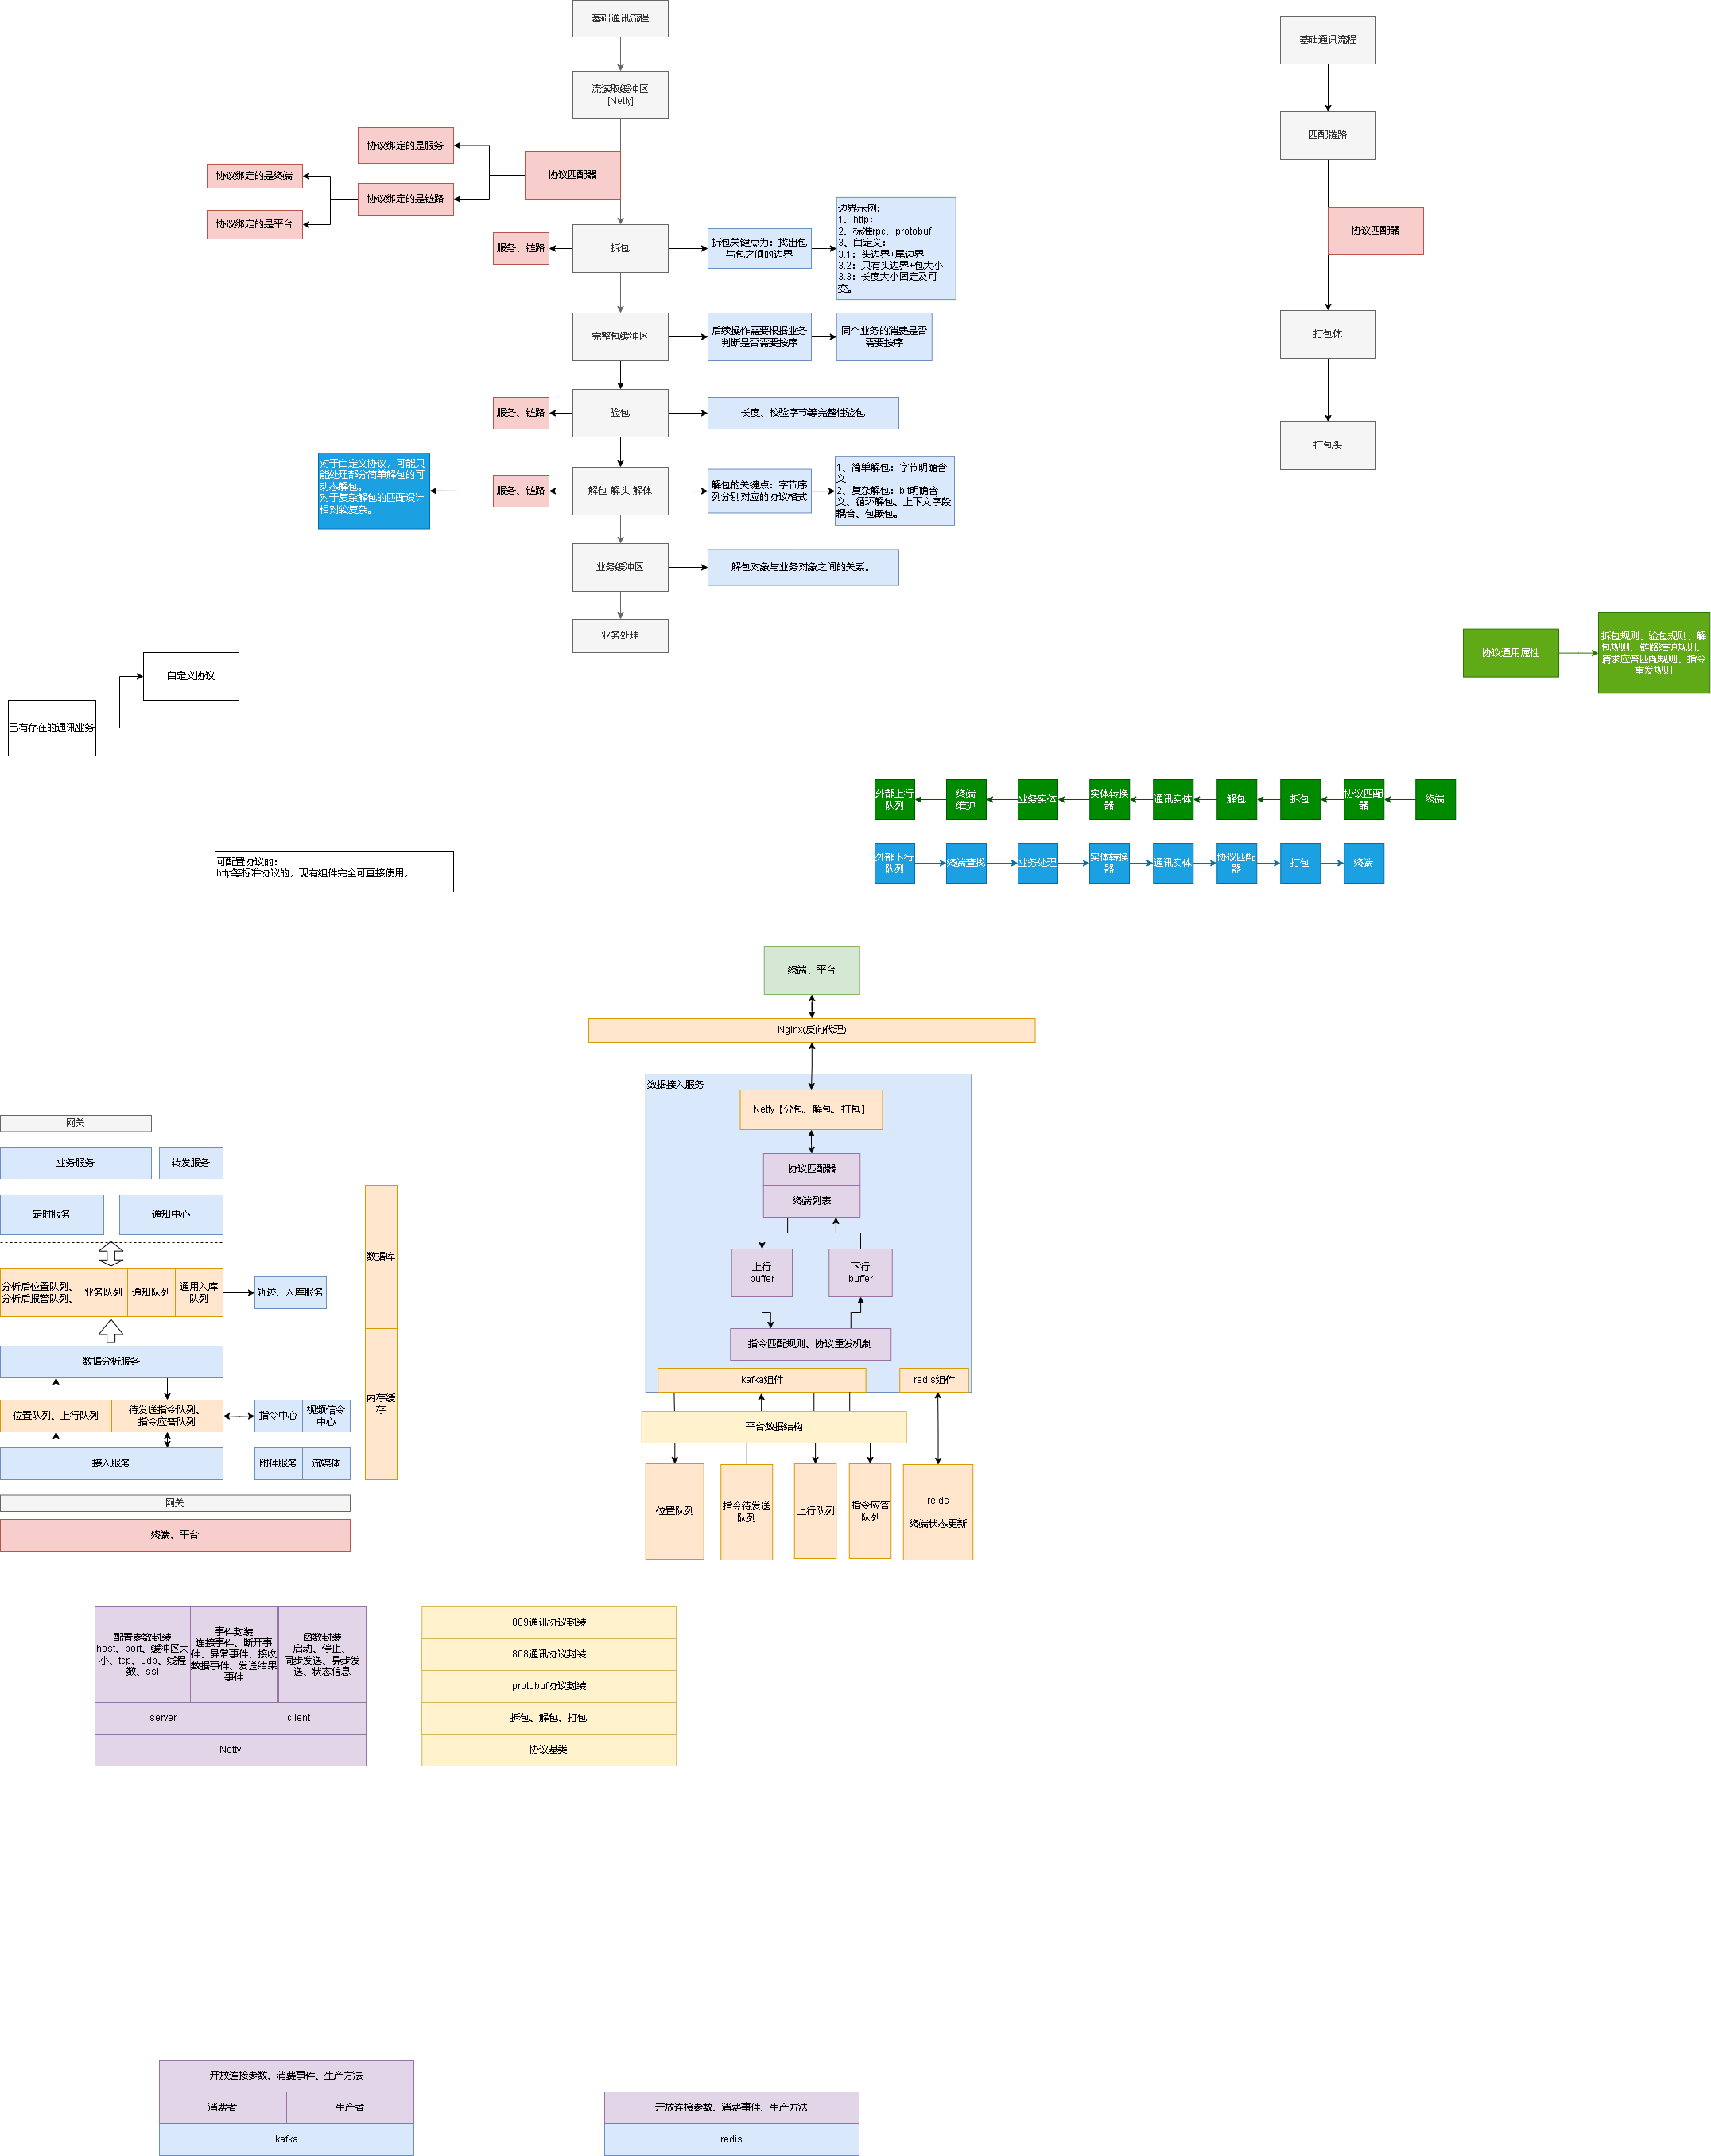 基础通讯流程
流读取缓冲区
[Netty]
协议匹配器
协议绑定的是服务
协议绑定的是链路
协议绑定的是终端
协议绑定的是平台
拆包
服务、链路
拆包关键点为：找出包
与包之间的边界
边界示例：
1、http；
2、标准rpc、protobuf
3、自定义：
3.1：头边界+尾边界
3.2：只有头边界+包大小
3.3：长度大小固定及可
变。
完整包缓冲区
后续操作需要根据业务
判断是否需要按序
同个业务的消费是否
需要按序
验包
服务、链路
长度、校验字节等完整性验包
解包-解头-解体
服务、链路
对于自定义协议，可能只
能处理部分简单解包的可
动态解包。
对于复杂解包的匹配设计
相对较复杂。
解包的关键点：字节序
列分别对应的协议格式
1、简单解包：字节明确含
义
2、复杂解包：bit明确含
义、循环解包、上下文字段
耦合、包嵌包。
业务缓冲区
解包对象与业务对象之间的关系。
业务处理
基础通讯流程
匹配链路
协议匹配器
打包体
打包头
协议通用属性
拆包规则、验包规则、解
包规则、链路维护规则、
请求应答匹配规则、指令
重发规则
自定义协议
已有存在的通讯业务
外部上行
队列
终端
维护
业务实体
实体转换
器
通讯实体
解包
拆包
协议匹配
器
终端
外部下行
队列
终端查找
业务处理
实体转换
器
通讯实体
协议匹配
器
打包
终端
可配置协议的：
http等标准协议的，现有组件完全可直接使用，
终端、平台
Nginx(反向代理)
数据接入服务
Netty【分包、解包、打包】
协议匹配器
终端列表
上行
buffer
下行
buffer
指令匹配规则、协议重发机制
kafka组件
redis组件
平台数据结构
位置队列
指令待发送
队列
上行队列
指令应答
队列
reids
终端状态更新
网关
业务服务
转发服务
定时服务
通知中心
分析后位置队列、
分析后报警队列、
业务队列
通知队列
通用入库
队列
轨迹、入库服务
数据库
数据分析服务
位置队列、上行队列
待发送指令队列、
指令应答队列
指令中心
视频信令
中心
内存缓
存
接入服务
附件服务
流媒体
网关
终端、平台
配置参数封装
host、port、缓冲区大
小、tcp、udp、线程
数、ssl
事件封装
连接事件、断开事
件、异常事件、接收
数据事件、发送结果
事件
函数封装
启动、停止、
同步发送、异步发
送、状态信息
server
client
Netty
809通讯协议封装
808通讯协议封装
protobuf协议封装
拆包、解包、打包
协议基类
开放连接参数、消费事件、生产方法
消费者
生产者
kafka
开放连接参数、消费事件、生产方法
redis